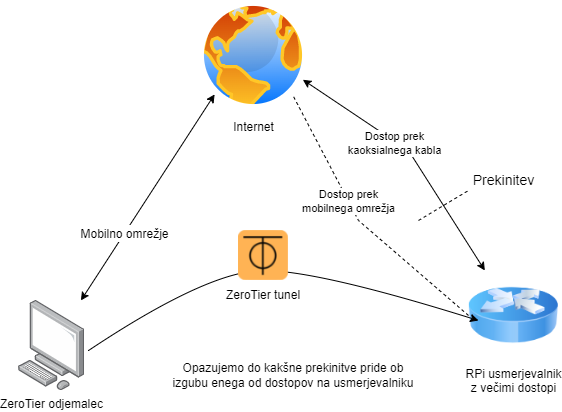 Internet
Dostop prek
kaoksialnega kabla
Prekinitev
Dostop prek
mobilnega omrežja
Mobilno omrežje
ZeroTier tunel
ZeroTier odjemalec
Opazujemo do kakšne prekinitve pride ob
izgubu enega od dostopov na usmerjevalniku
RPi usmerjevalnik
z večimi dostopi